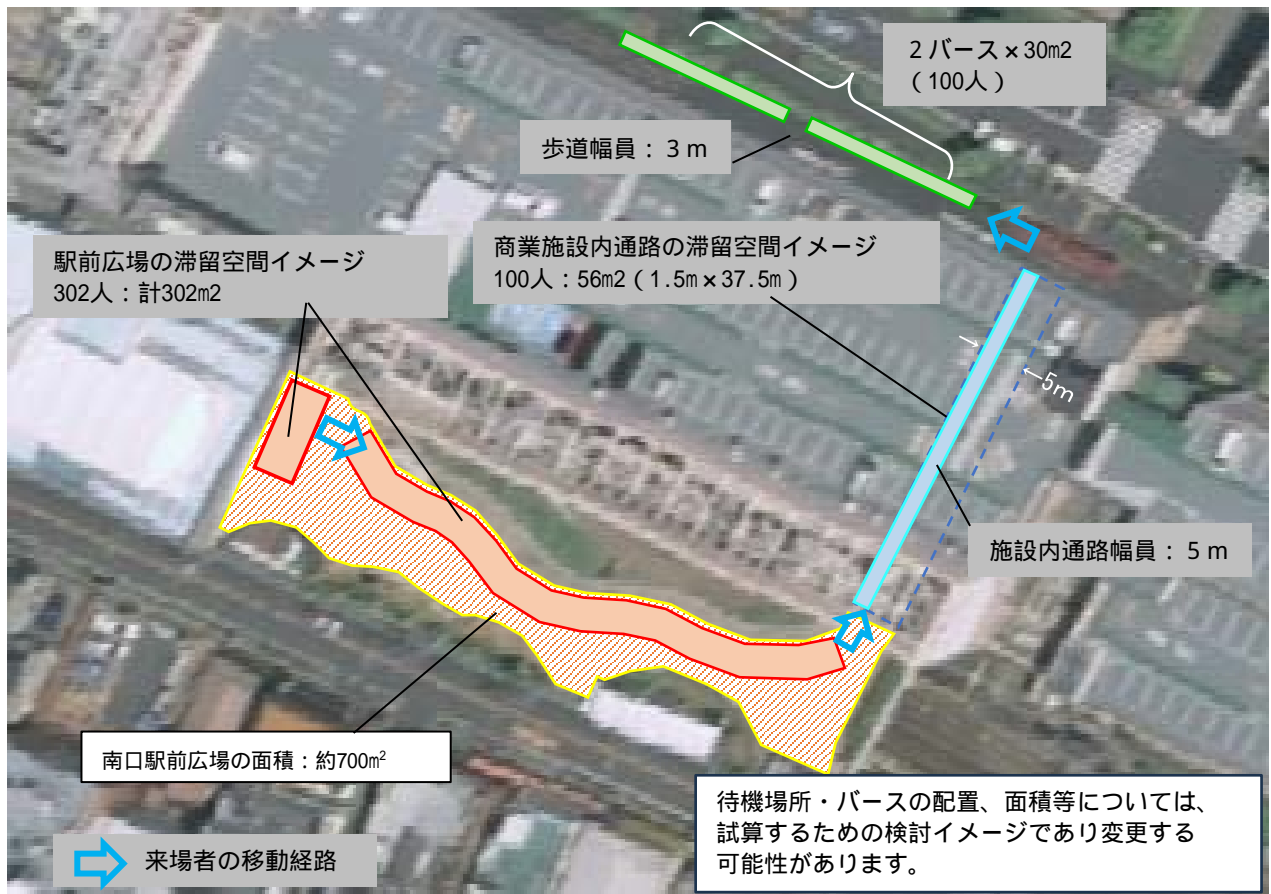 2バース×30m2
(100人)
歩道幅員:3m
駅前広場の滞留空間イメージ
302人:計302m2
商業施設内通路の滞留空間イメージ
100人:56m2(1.5m×37.5m)
→
←5m
施設内通路幅員:5m
南口駅前広場の面積:約700m²
待機場所・バースの配置、面積等については、
試算するための検討イメージであり変更する
可能性があります。
来場者の移動経路